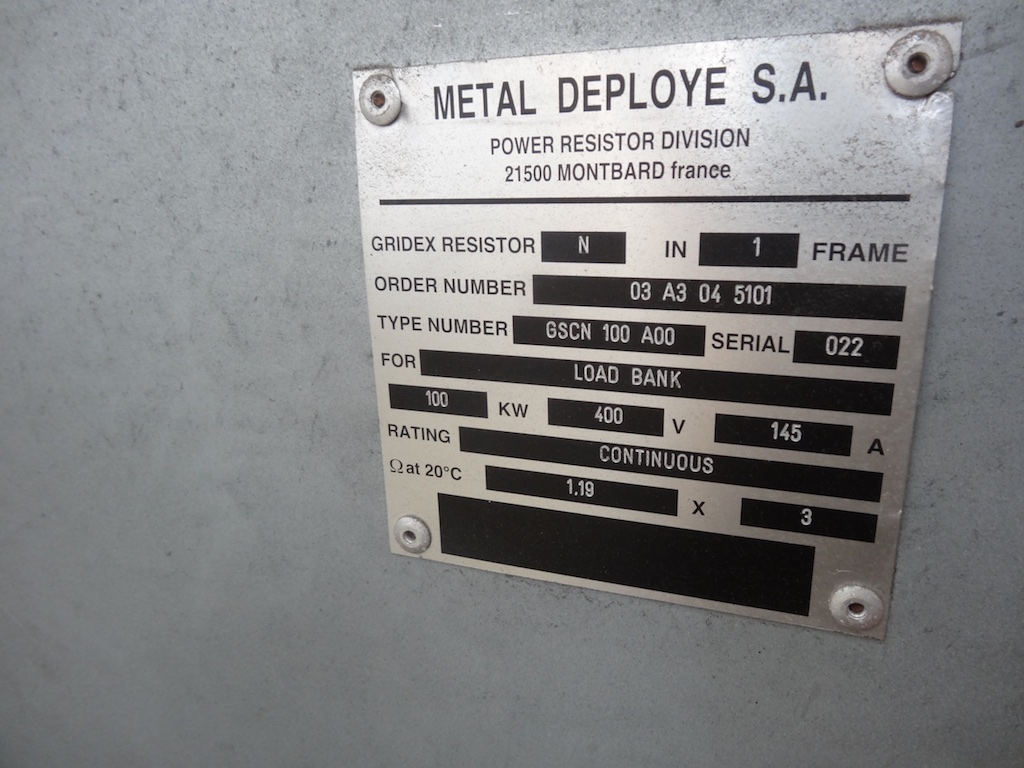 METAL DEPLOYE S.A.
POWER RESISTOR DIVISION
21500 MONTBARD france
GRIDEX RESISTOR N IN 1 FRAME
ORDER NUMBER 03 A3 04 5101
TYPE NUMBER GSCN 100 A00 SERIAL 022
FOR LOAD BANK
100 KW 400 V 145 A
RATING CONTINUOUS
Ω at 20°C 1.19 X 3